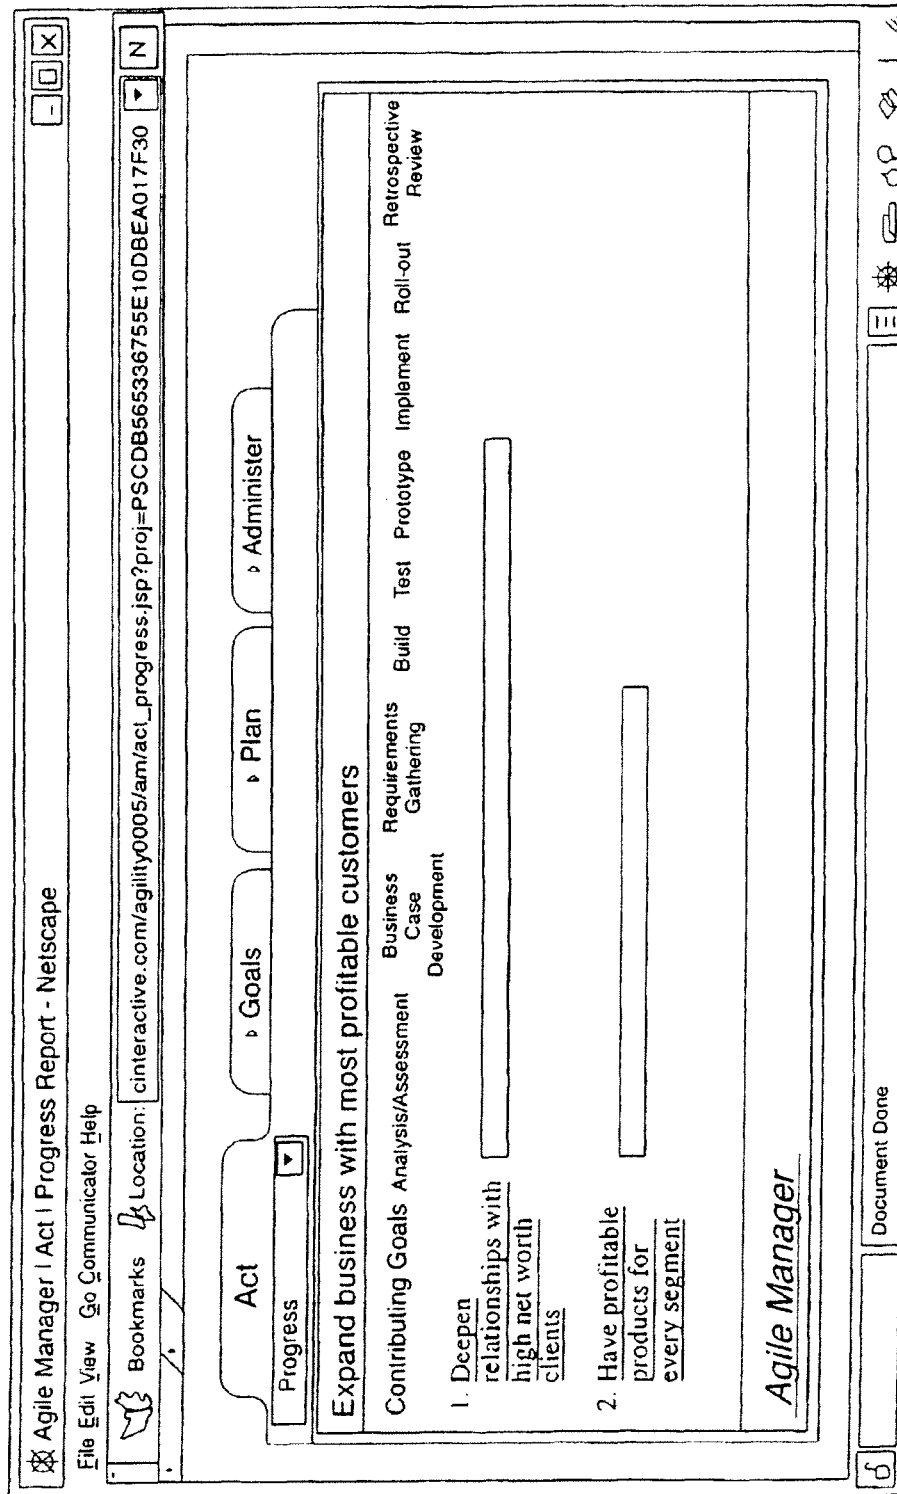 Agile Manager | Act | Progress Report - Netscape
File Edit View Go Communicator Help
Bookmarks Location: cinteractive.com/agility0005/am/act_progress.jsp?proj=PSCDB565336755E10DBEA017F30
N
Act
Goals
Plan
Administer
Progress
Expand business with most profitable customers
Contributing Goals
Analysis/Assessment
Business
Case
Development
Requirements
Gathering
Build
Test
Prototype
Implement
Roll-out
Retrospective
Review
1. Deepen
relationships with
high net worth
clients
2. Have profitable
products for
every segment
Agile Manager
Document Done